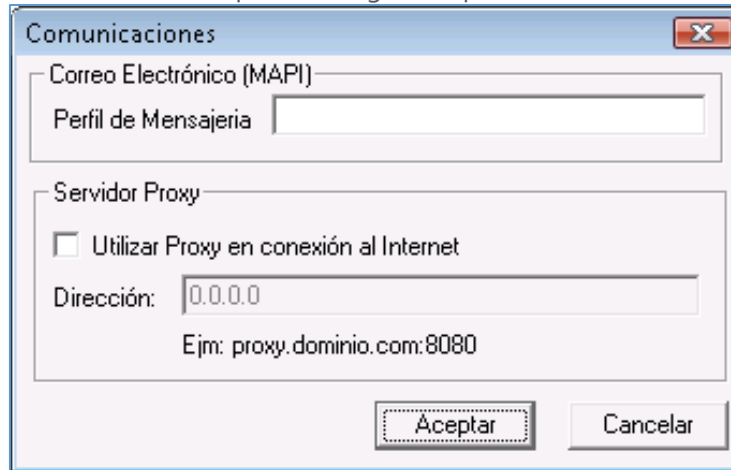 Comunicaciones
Correo Electrónico (MAPI)
Perfil de Mensajeria
Servidor Proxy
Utilizar Proxy en conexión al Internet
Dirección: 0.0.0.0
Ejm: proxy.dominio.com:8080
Aceptar Cancelar